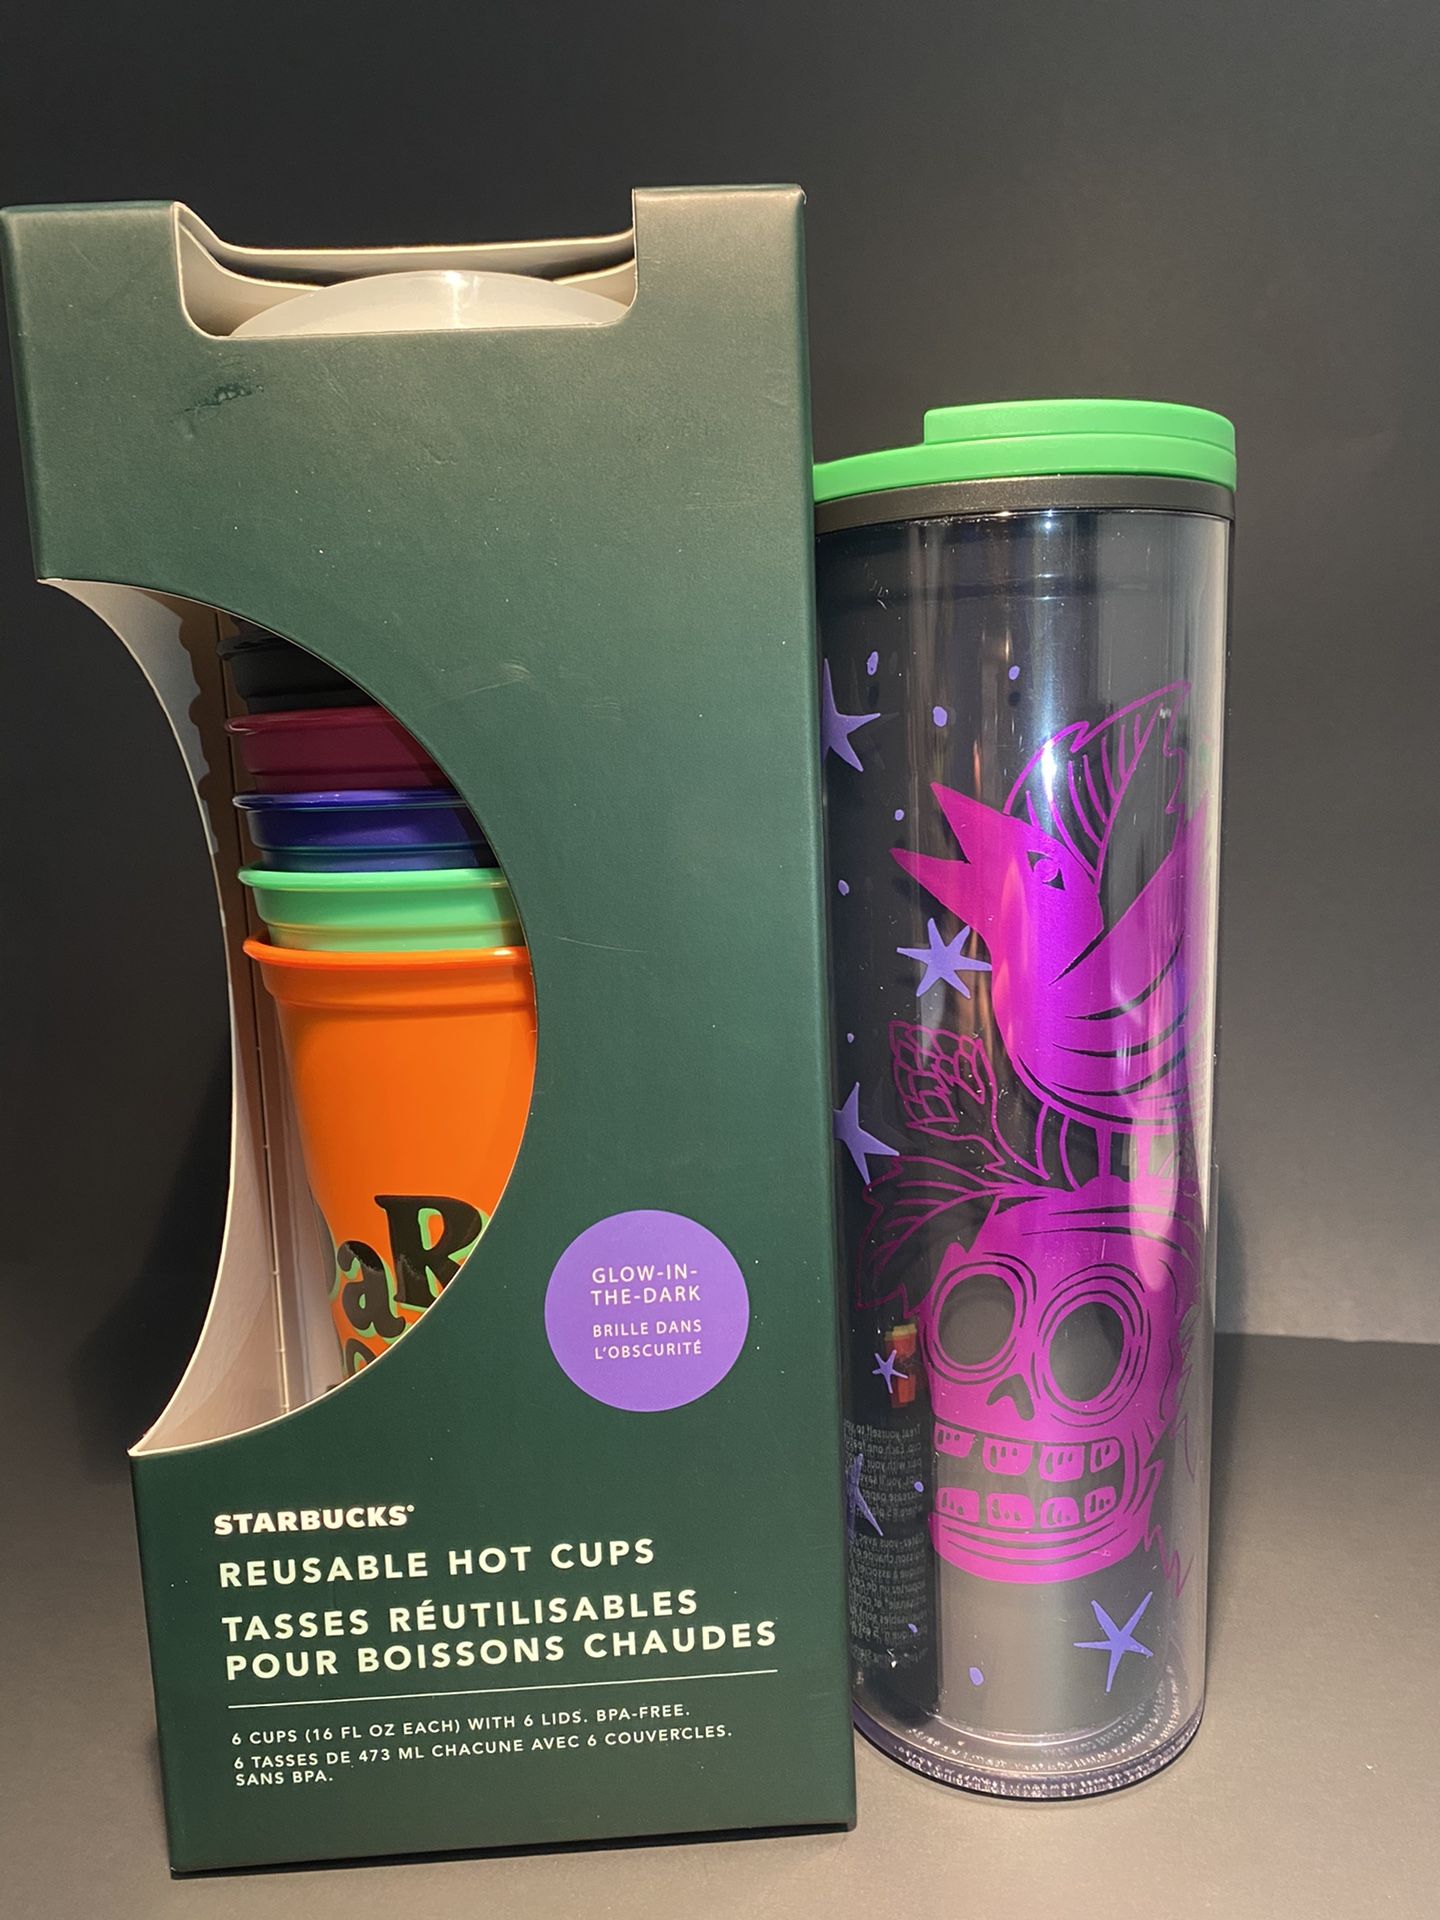 GLOW-IN-
THE-DARK
BRILLE DANS
L'OBSCURITÉ
STARBUCKS®
REUSABLE HOT CUPS
TASSES RÉUTILISABLES
POUR BOISSONS CHAUDES
6 CUPS (16 FL OZ EACH) WITH 6 LIDS. BPA-FREE.
6 TASSES DE 473 ML CHACUNE AVEC 6 COUVERCLES.
SANS BPA.